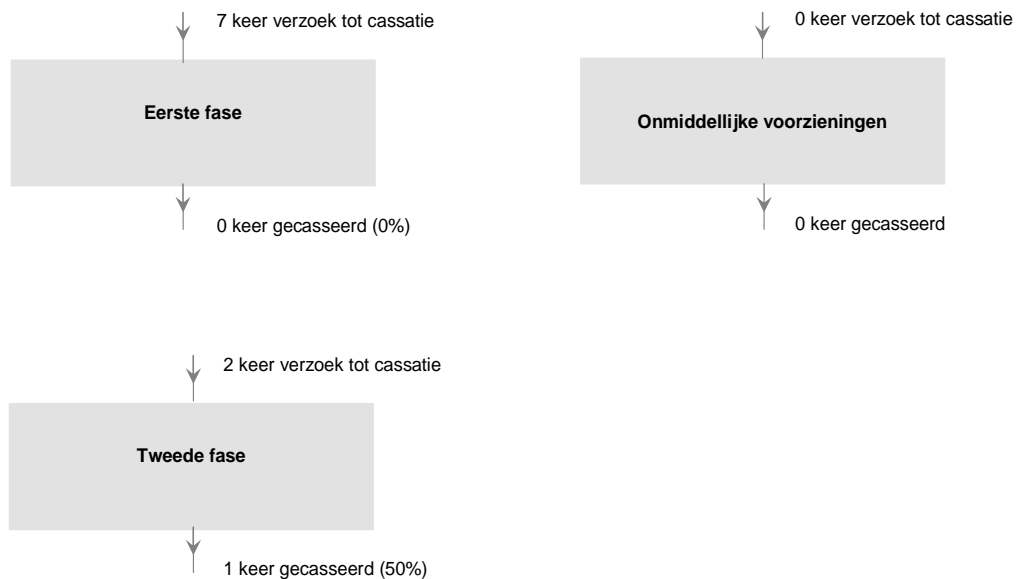 7 keer verzoek tot cassatie
Eerste fase
0 keer gecasseerd (0%)
0 keer verzoek tot cassatie
Onmiddellijke voorzieningen
0 keer gecasseerd
2 keer verzoek tot cassatie
Tweede fase
1 keer gecasseerd (50%)